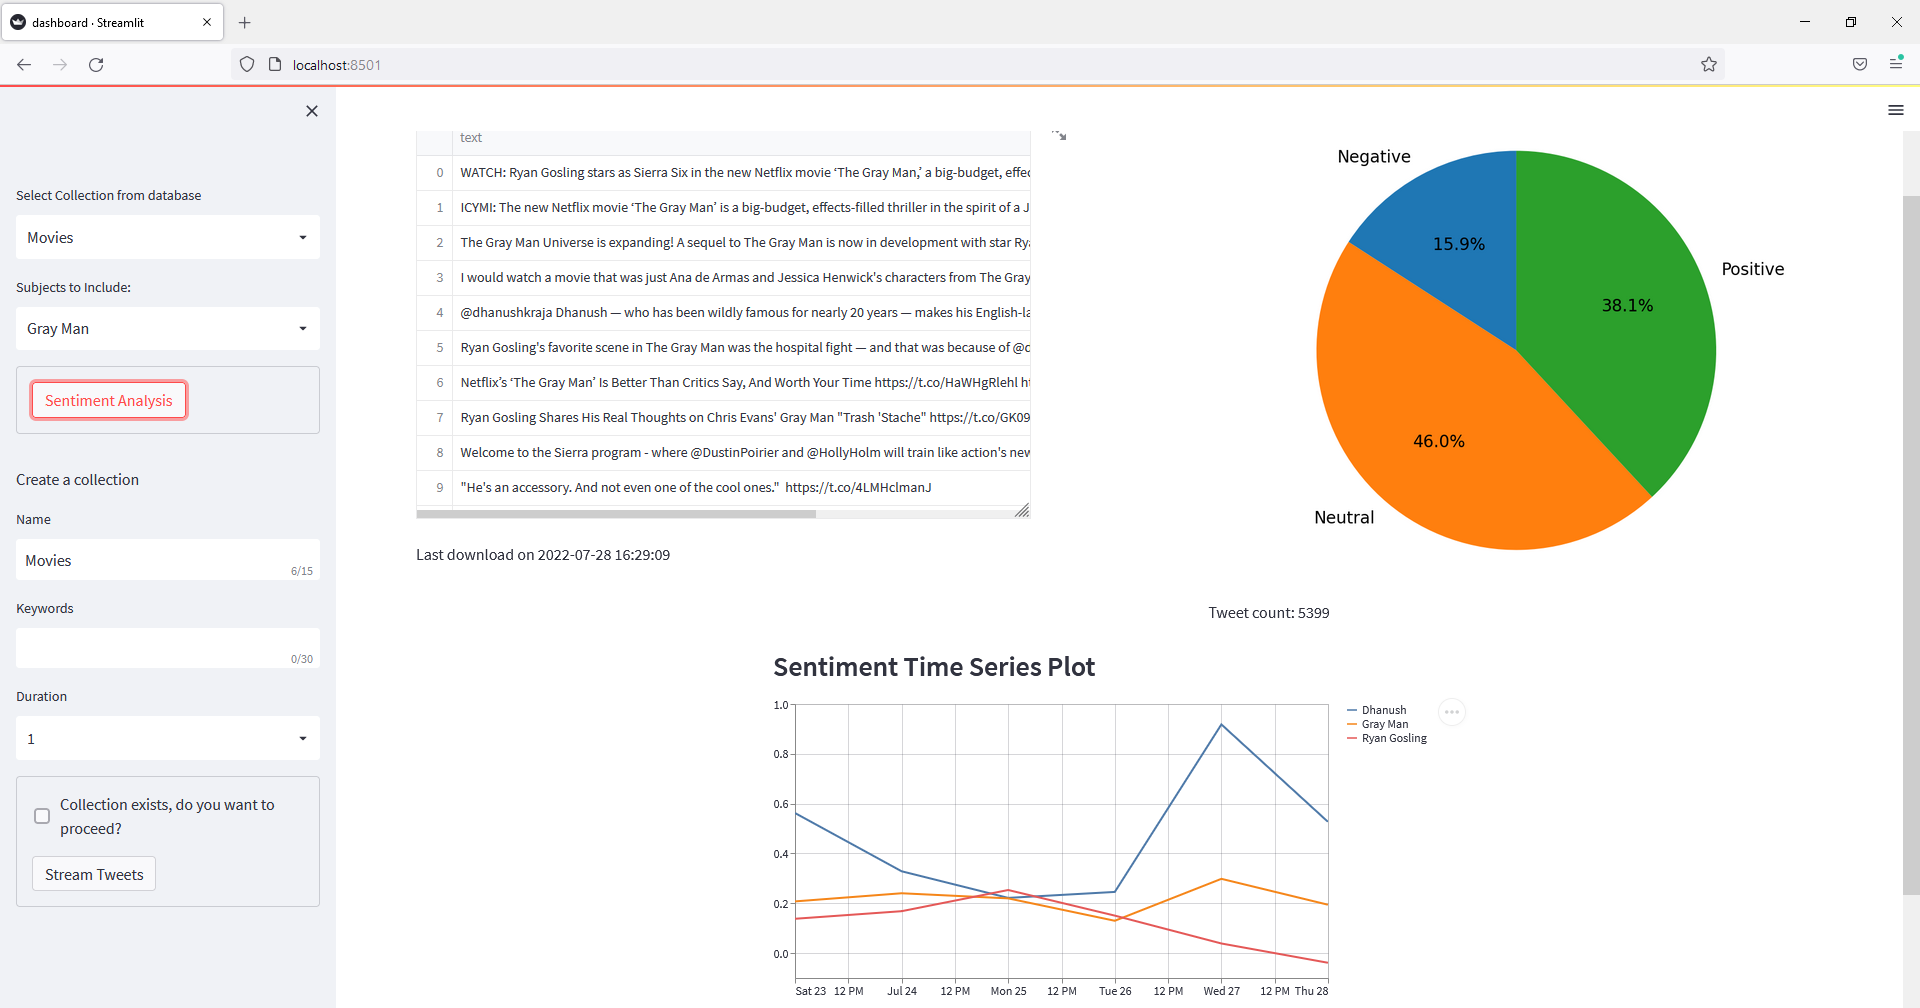 dashboard · Streamlit
localhost:8501
Select Collection from database
Movies
Subjects to Include:
Gray Man
Sentiment Analysis
Create a collection
Name
Movies
6/15
Keywords
0/30
Duration
1
Collection exists, do you want to
proceed?
Stream Tweets
text
0 WATCH: Ryan Gosling stars as Sierra Six in the new Netflix movie ‘The Gray Man,’ a big-budget, effec
1 ICYMI: The new Netflix movie ‘The Gray Man’ is a big-budget, effects-filled thriller in the spirit of a J
2 The Gray Man Universe is expanding! A sequel to The Gray Man is now in development with star Rya
3 I would watch a movie that was just Ana de Armas and Jessica Henwick's characters from The Gray
4 @dhanushkraja Dhanush — who has been wildly famous for nearly 20 years — makes his English-la
5 Ryan Gosling's favorite scene in The Gray Man was the hospital fight — and that was because of @c
6 Netflix’s ‘The Gray Man’ Is Better Than Critics Say, And Worth Your Time https://t.co/HaWHgRlehl ht
7 Ryan Gosling Shares His Real Thoughts on Chris Evans' Gray Man "Trash 'Stache" https://t.co/GK09
8 Welcome to the Sierra program - where @DustinPoirier and @HollyHolm will train like action's new
9 "He's an accessory. And not even one of the cool ones." https://t.co/4LMHclmanJ
Last download on 2022-07-28 16:29:09
Negative
15.9%
Positive
38.1%
46.0%
Neutral
Tweet count: 5399
Sentiment Time Series Plot
1.0
0.8
0.6
0.4
0.2
0.0
Sat 23 12 PM Jul 24 12 PM Mon 25 12 PM Tue 26 12 PM Wed 27 12 PM Thu 28
Dhanush
Gray Man
Ryan Gosling